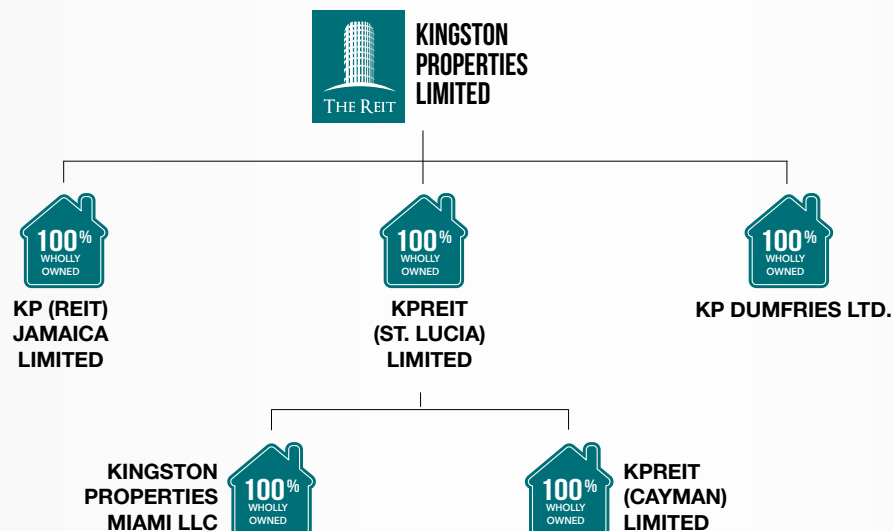 THE REIT
KINGSTON
PROPERTIES
LIMITED
100%
WHOLLY
OWNED
KP (REIT)
JAMAICA
LIMITED
100%
WHOLLY
OWNED
KPREIT
(ST. LUCIA)
LIMITED
100%
WHOLLY
OWNED
KP DUMFRIES LTD.
KINGSTON
PROPERTIES
MIAMI LLC
100%
WHOLLY
OWNED
100%
WHOLLY
OWNED
KPREIT
(CAYMAN)
LIMITED